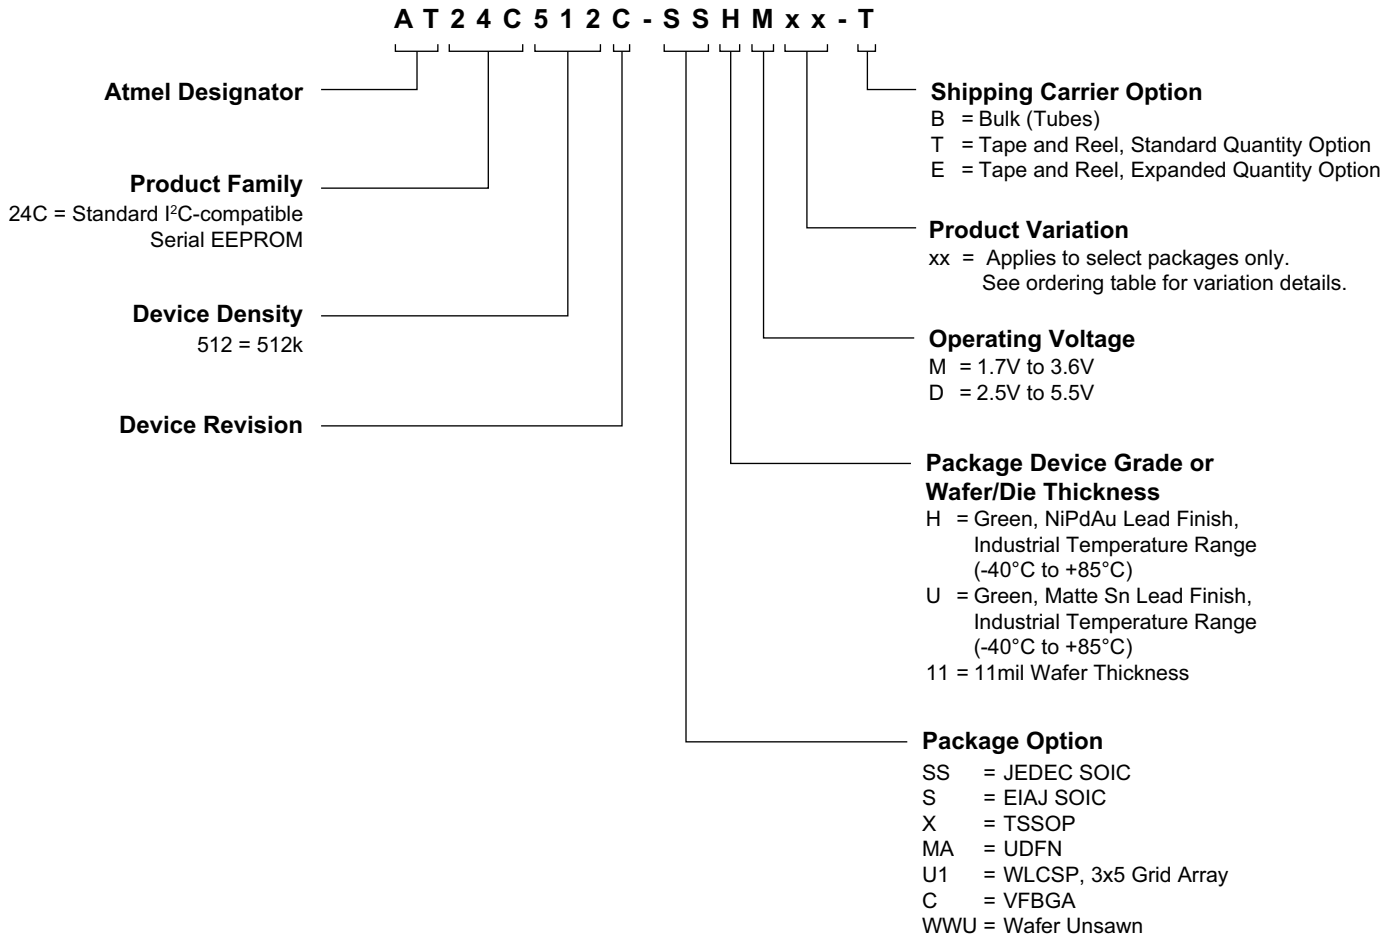 A T 2 4 C 5 1 2 C - S S H M x x - T
Atmel Designator
Product Family
24C = Standard I²C-compatible
Serial EEPROM
Device Density
512 = 512k
Device Revision
Shipping Carrier Option
B = Bulk (Tubes)
T = Tape and Reel, Standard Quantity Option
E = Tape and Reel, Expanded Quantity Option
Product Variation
xx = Applies to select packages only.
See ordering table for variation details.
Operating Voltage
M = 1.7V to 3.6V
D = 2.5V to 5.5V
Package Device Grade or
Wafer/Die Thickness
H = Green, NiPdAu Lead Finish,
Industrial Temperature Range
(-40°C to +85°C)
U = Green, Matte Sn Lead Finish,
Industrial Temperature Range
(-40°C to +85°C)
11 = 11mil Wafer Thickness
Package Option
SS = JEDEC SOIC
S = EIAJ SOIC
X = TSSOP
MA = UDFN
U1 = WLCSP, 3x5 Grid Array
C = VFBGA
WWU = Wafer Unsawn